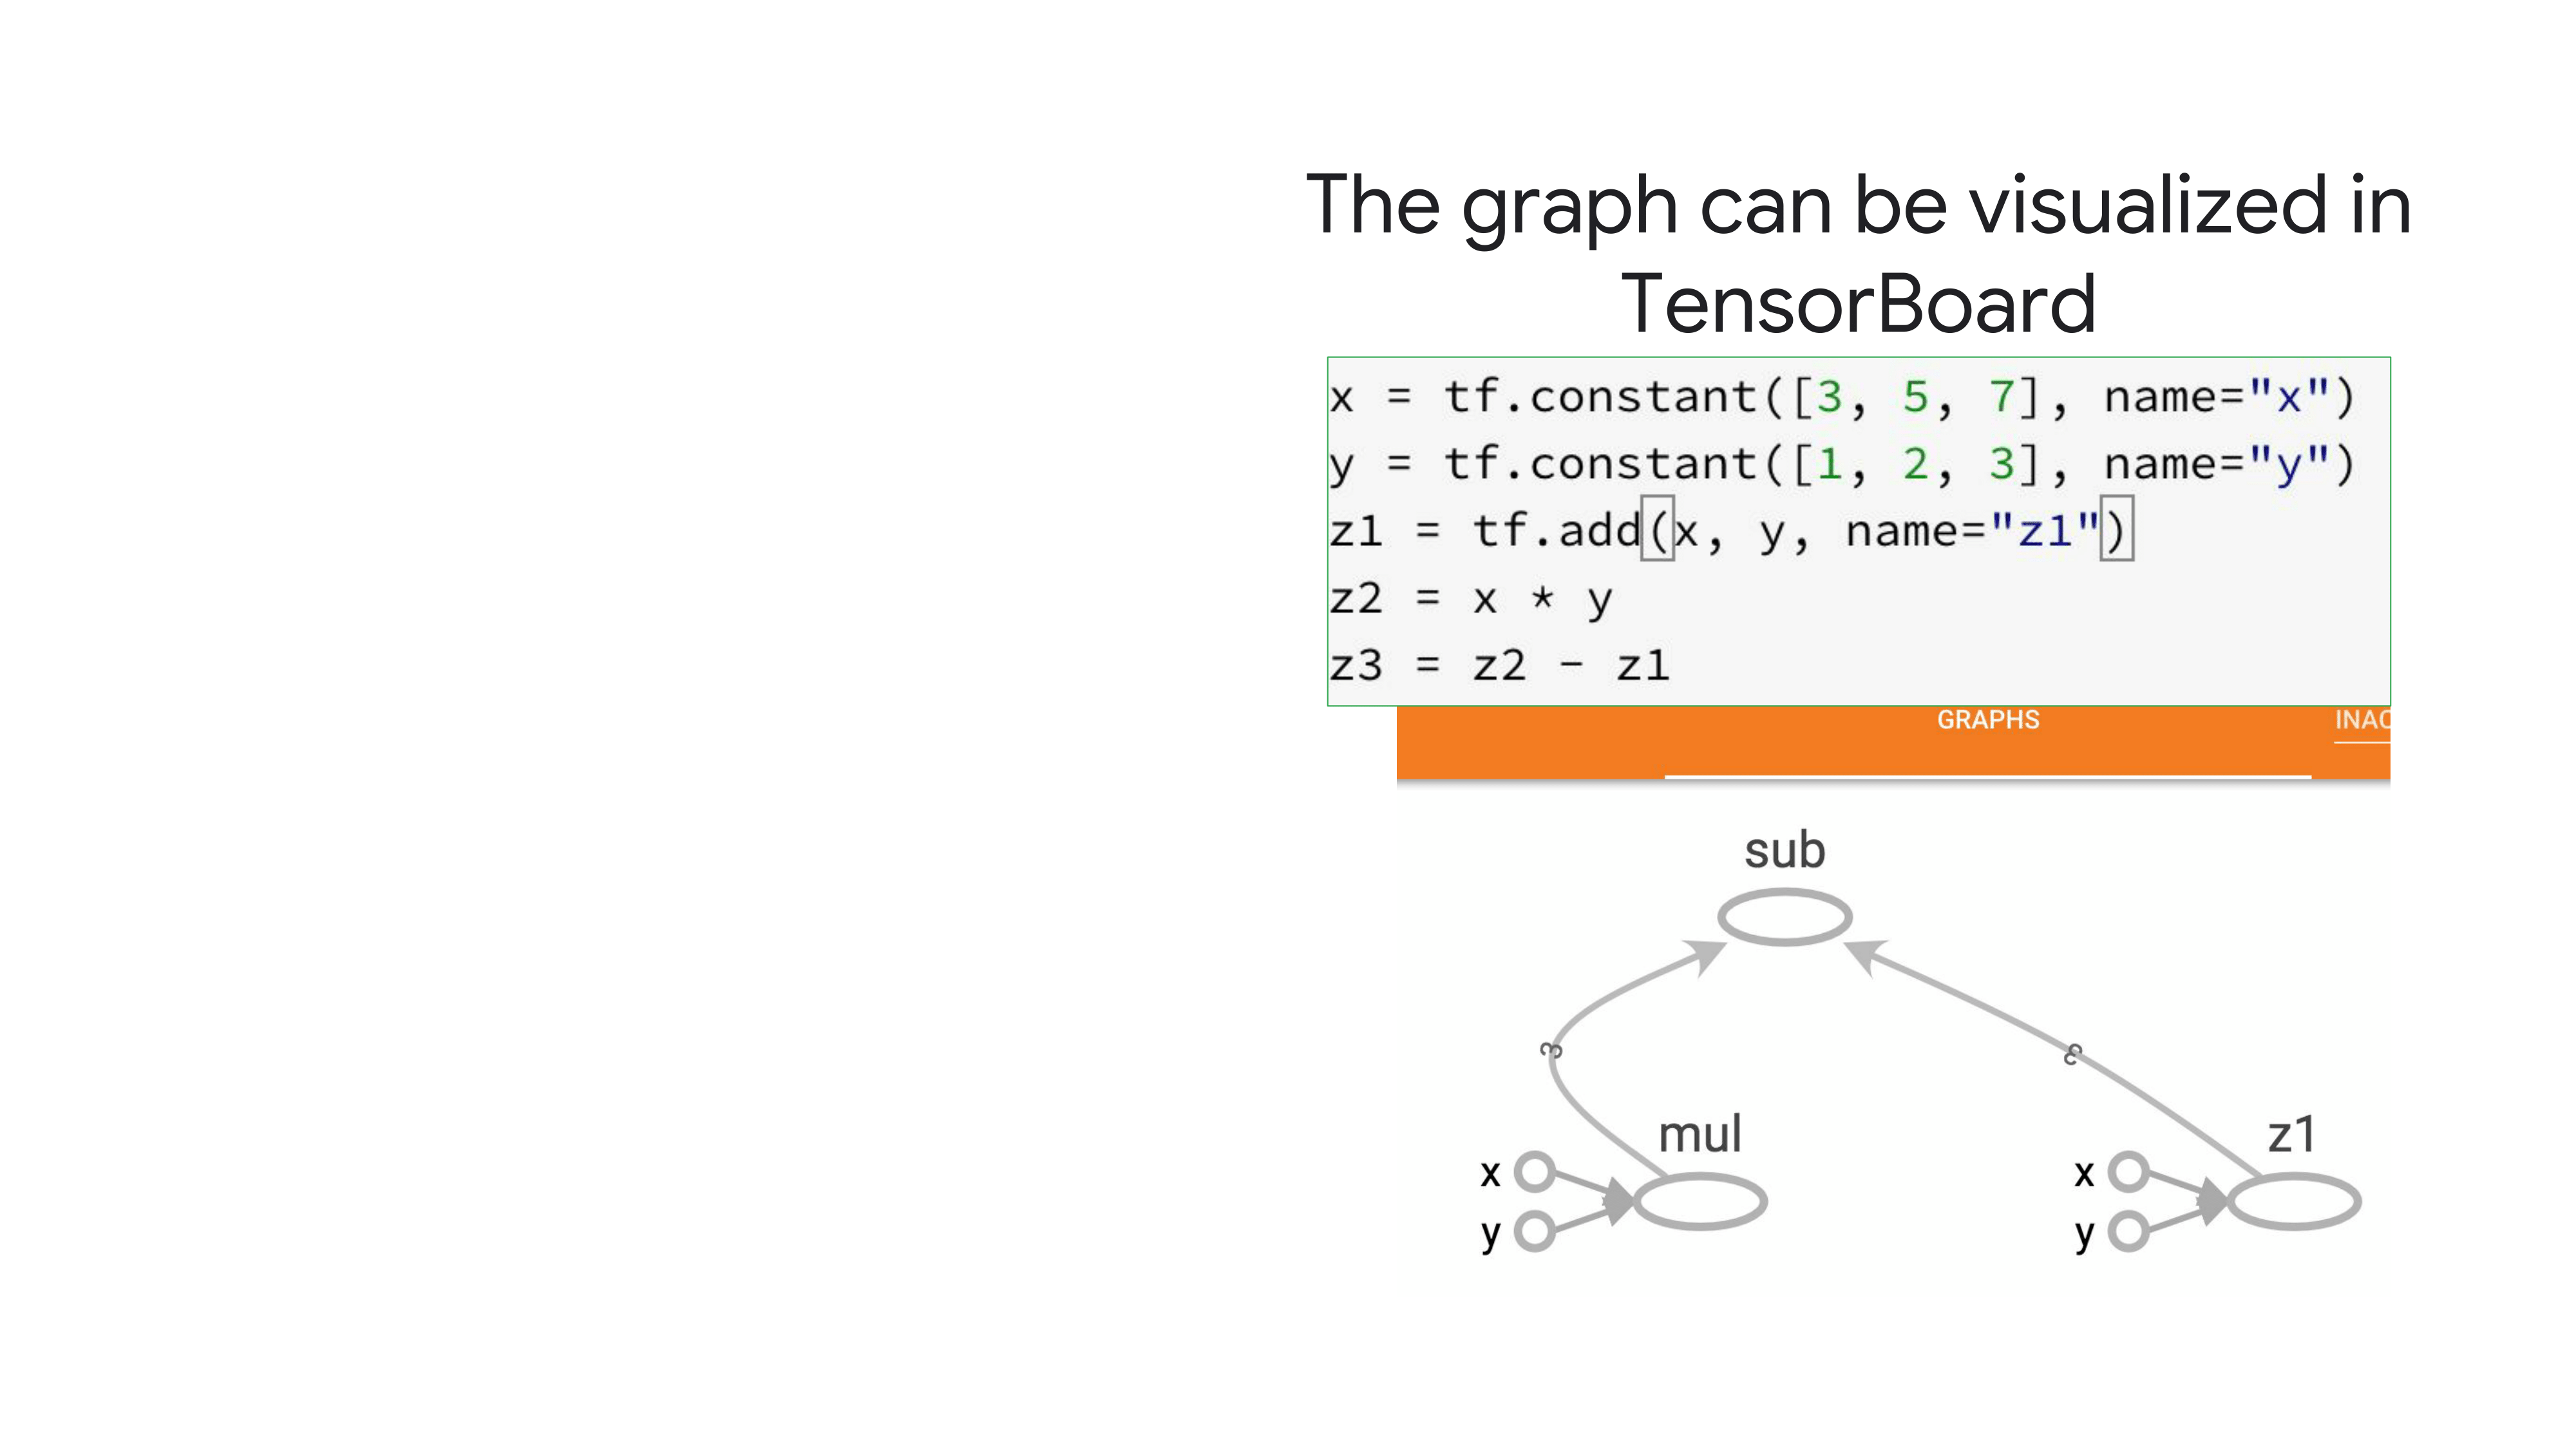 The graph can be visualized in
TensorBoard
x = tf.constant([3, 5, 7], name="x")
y = tf.constant([1, 2, 3], name="y")
z1 = tf.add(x, y, name="z1")
z2 = x * y
z3 = z2 - z1
GRAPHS INAC
sub
3 3
mul z1
x x
y y